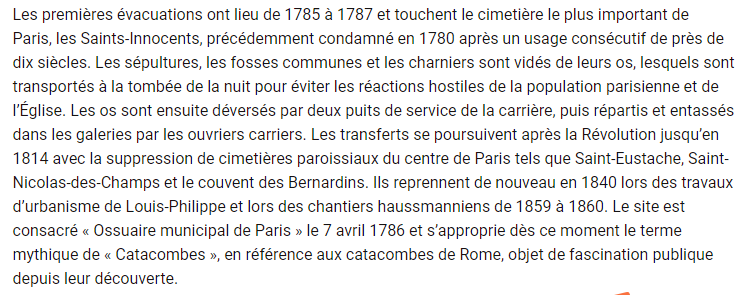 Les premières évacuations ont lieu de 1785 à 1787 et touchent le cimetière le plus important de
Paris, les Saints-Innocents, précédemment condamné en 1780 après un usage consécutif de près de
dix siècles. Les sépultures, les fosses communes et les charniers sont vidés de leurs os, lesquels sont
transportés à la tombée de la nuit pour éviter les réactions hostiles de la population parisienne et de
l’Église. Les os sont ensuite déversés par deux puits de service de la carrière, puis répartis et entassés
dans les galeries par les ouvriers carriers. Les transferts se poursuivent après la Révolution jusqu’en
1814 avec la suppression de cimetières paroissiaux du centre de Paris tels que Saint-Eustache, Saint-
Nicolas-des-Champs et le couvent des Bernardins. Ils reprennent de nouveau en 1840 lors des travaux
d’urbanisme de Louis-Philippe et lors des chantiers haussmanniens de 1859 à 1860. Le site est
consacré « Ossuaire municipal de Paris » le 7 avril 1786 et s’approprie dès ce moment le terme
mythique de « Catacombes », en référence aux catacombes de Rome, objet de fascination publique
depuis leur découverte.